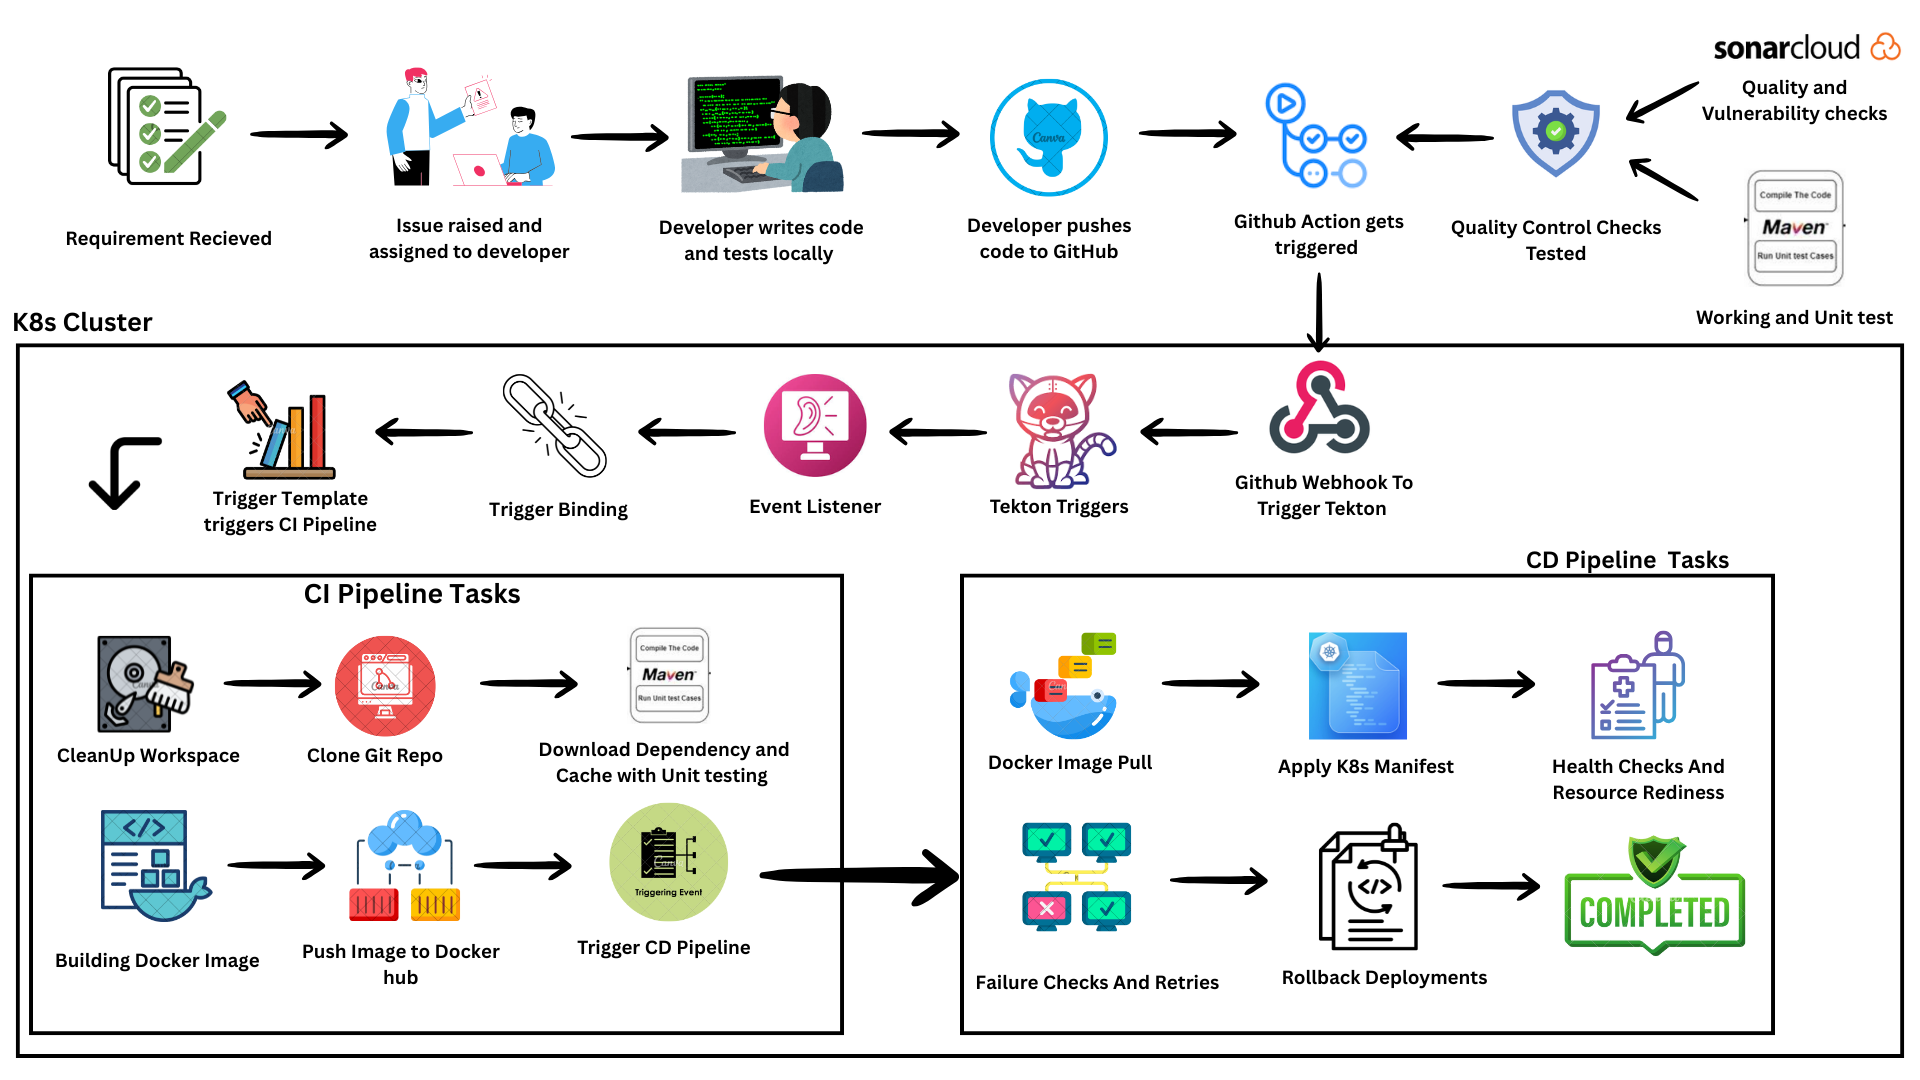 sonarcloud
Quality and
Vulnerability checks
Canva
Requirement Recieved
Issue raised and
assigned to developer
Developer writes code
and tests locally
Developer pushes
code to GitHub
Github Action gets
triggered
Quality Control Checks
Tested
Compile The Code
Maven
Run Unit test Cases
Working and Unit test
K8s Cluster
Trigger Template
triggers CI Pipeline
Trigger Binding
Event Listener
Tekton Triggers
Github Webhook To
Trigger Tekton
CI Pipeline Tasks
CleanUp Workspace
Clone Git Repo
Compile The Code
Maven
Run Unit test Cases
Download Dependency and
Cache with Unit testing
Building Docker Image
Push Image to Docker
hub
Triggering Event
Trigger CD Pipeline
CD Pipeline Tasks
Docker Image Pull
Apply K8s Manifest
Health Checks And
Resource Rediness
Failure Checks And Retries
Rollback Deployments
COMPLETED